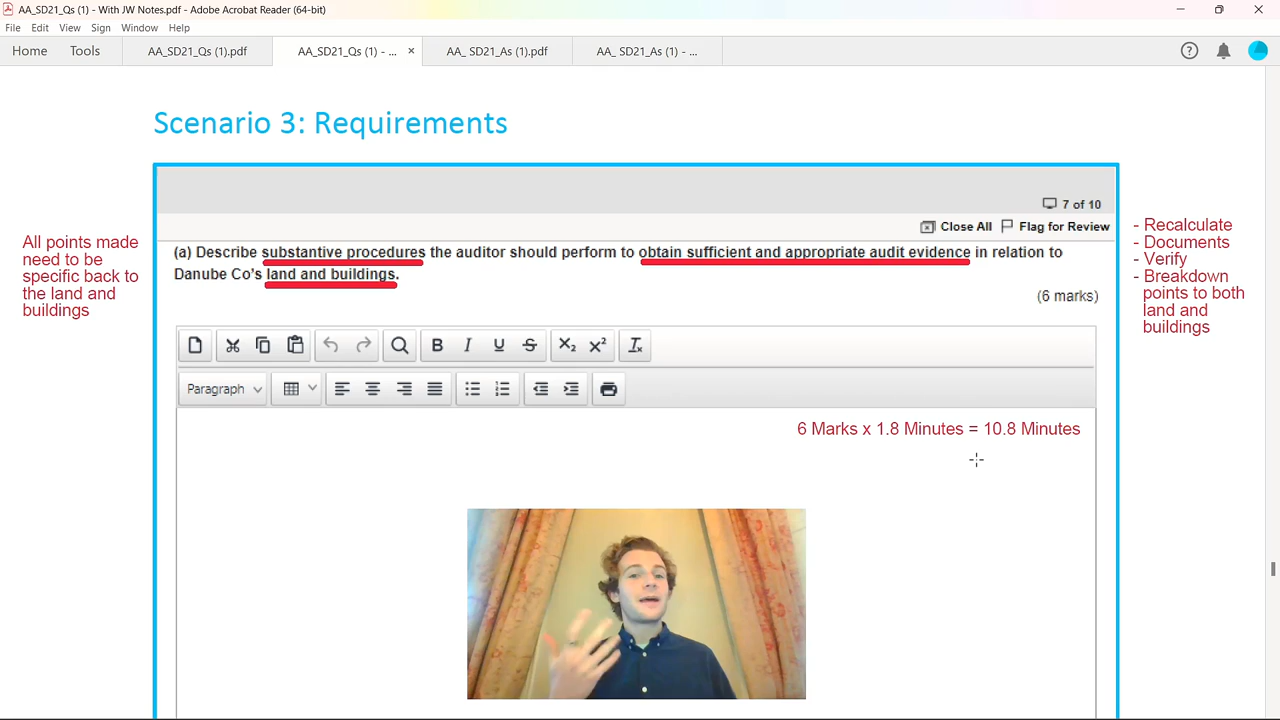 AA_SD21_Qs (1) - With JW Notes.pdf - Adobe Acrobat Reader (64-bit)
File Edit View Sign Window Help
Home Tools AA_SD21_Qs (1).pdf AA_SD21_Qs (1) - ... × AA_ SD21_As (1).pdf AA_ SD21_As (1) - ...
Scenario 3: Requirements
7 of 10
Close All Flag for Review
(a) Describe substantive procedures the auditor should perform to obtain sufficient and appropriate audit evidence in relation to
Danube Co's land and buildings.
(6 marks)
All points made
need to be
specific back to
the land and
buildings
- Recalculate
- Documents
- Verify
- Breakdown
points to both
land and
buildings
B I U S X₂ X² Tx
Paragraph
6 Marks x 1.8 Minutes = 10.8 Minutes